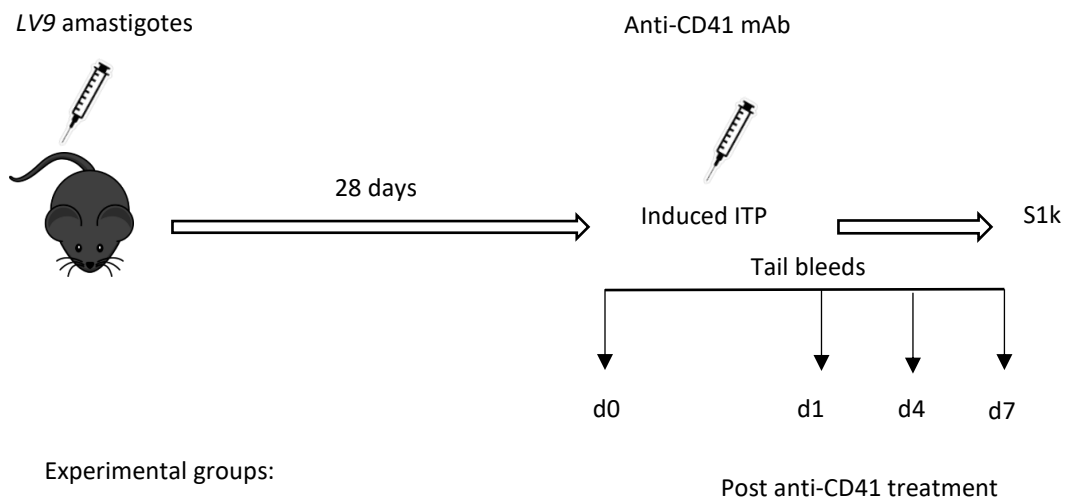 LV9 amastigotes
Anti-CD41 mAb
28 days
Induced ITP
S1k
Tail bleeds
d0 d1 d4 d7
Experimental groups:
Post anti-CD41 treatment